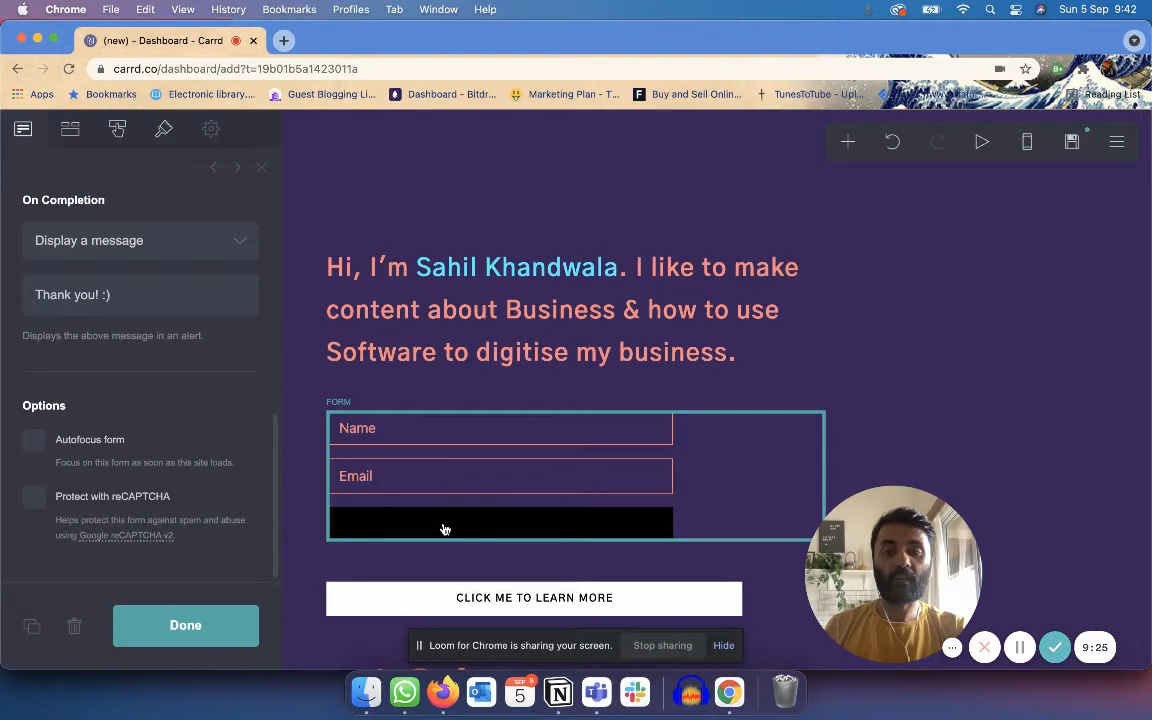 Chrome File Edit View History Bookmarks Profiles Tab Window Help
Sun 5 Sep 9:42
(new) - Dashboard - Carrd
carrd.co/dashboard/add?t=19b01b5a1423011a
Apps Bookmarks Electronic library.... Guest Blogging Li... Dashboard - Bitdr... Marketing Plan - T... Buy and Sell Online... TunesToTube - Upl... Reading List
On Completion
Display a message
Thank you! :)
Displays the above message in an alert.
Options
Autofocus form
Focus on this form as soon as this site loads.
Protect with reCAPTCHA
Helps protect this form against spam and abuse
using Google reCAPTCHA v2.
Done
Hi, I'm Sahil Khandwala. I like to make
content about Business & how to use
Software to digitise my business.
FORM
Name
Email
CLICK ME TO LEARN MORE
Loom for Chrome is sharing your screen. Stop sharing Hide
9:25
SEP
5
8